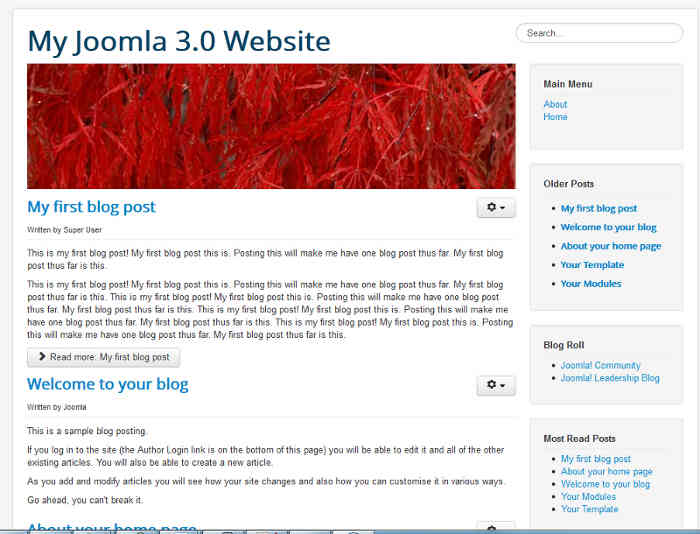 My Joomla 3.0 Website
Search...
My first blog post
Written by Super User
This is my first blog post! My first blog post this is. Posting this will make me have one blog post thus far. My first blog
post thus far is this.
This is my first blog post! My first blog post this is. Posting this will make me have one blog post thus far. My first blog
post thus far is this. This is my first blog post! My first blog post this is. Posting this will make me have one blog post
thus far. My first blog post thus far is this. This is my first blog post! My first blog post this is. Posting this will make me
have one blog post thus far. My first blog post thus far is this. This is my first blog post! My first blog post this is. Posting
this will make me have one blog post thus far. My first blog post thus far is this.
Read more: My first blog post
Welcome to your blog
Written by Joomla
This is a sample blog posting.
If you log in to the site (the Author Login link is on the bottom of this page) you will be able to edit it and all of the other
existing articles. You will also be able to create a new article.
As you add and modify articles you will see how your site changes and also how you can customise it in various ways.
Go ahead, you can't break it.
About your home page
Main Menu
About
Home
Older Posts
My first blog post
Welcome to your blog
About your home page
Your Template
Your Modules
Blog Roll
Joomla! Community
Joomla! Leadership Blog
Most Read Posts
My first blog post
About your home page
Welcome to your blog
Your Modules
Your Template